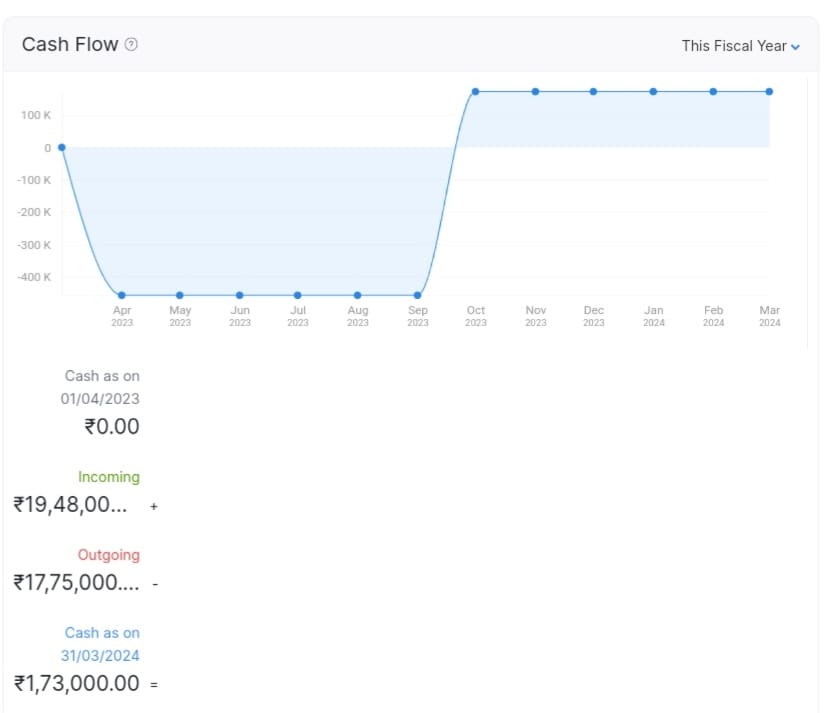 Cash Flow ?
This Fiscal Year
100 K
0
-100 K
-200 K
-300 K
-400 K
Apr 2023
May 2023
Jun 2023
Jul 2023
Aug 2023
Sep 2023
Oct 2023
Nov 2023
Dec 2023
Jan 2024
Feb 2024
Mar 2024
Cash as on
01/04/2023
₹0.00
Incoming
₹19,48,00... +
Outgoing
₹17,75,000.... -
Cash as on
31/03/2024
₹1,73,000.00 =